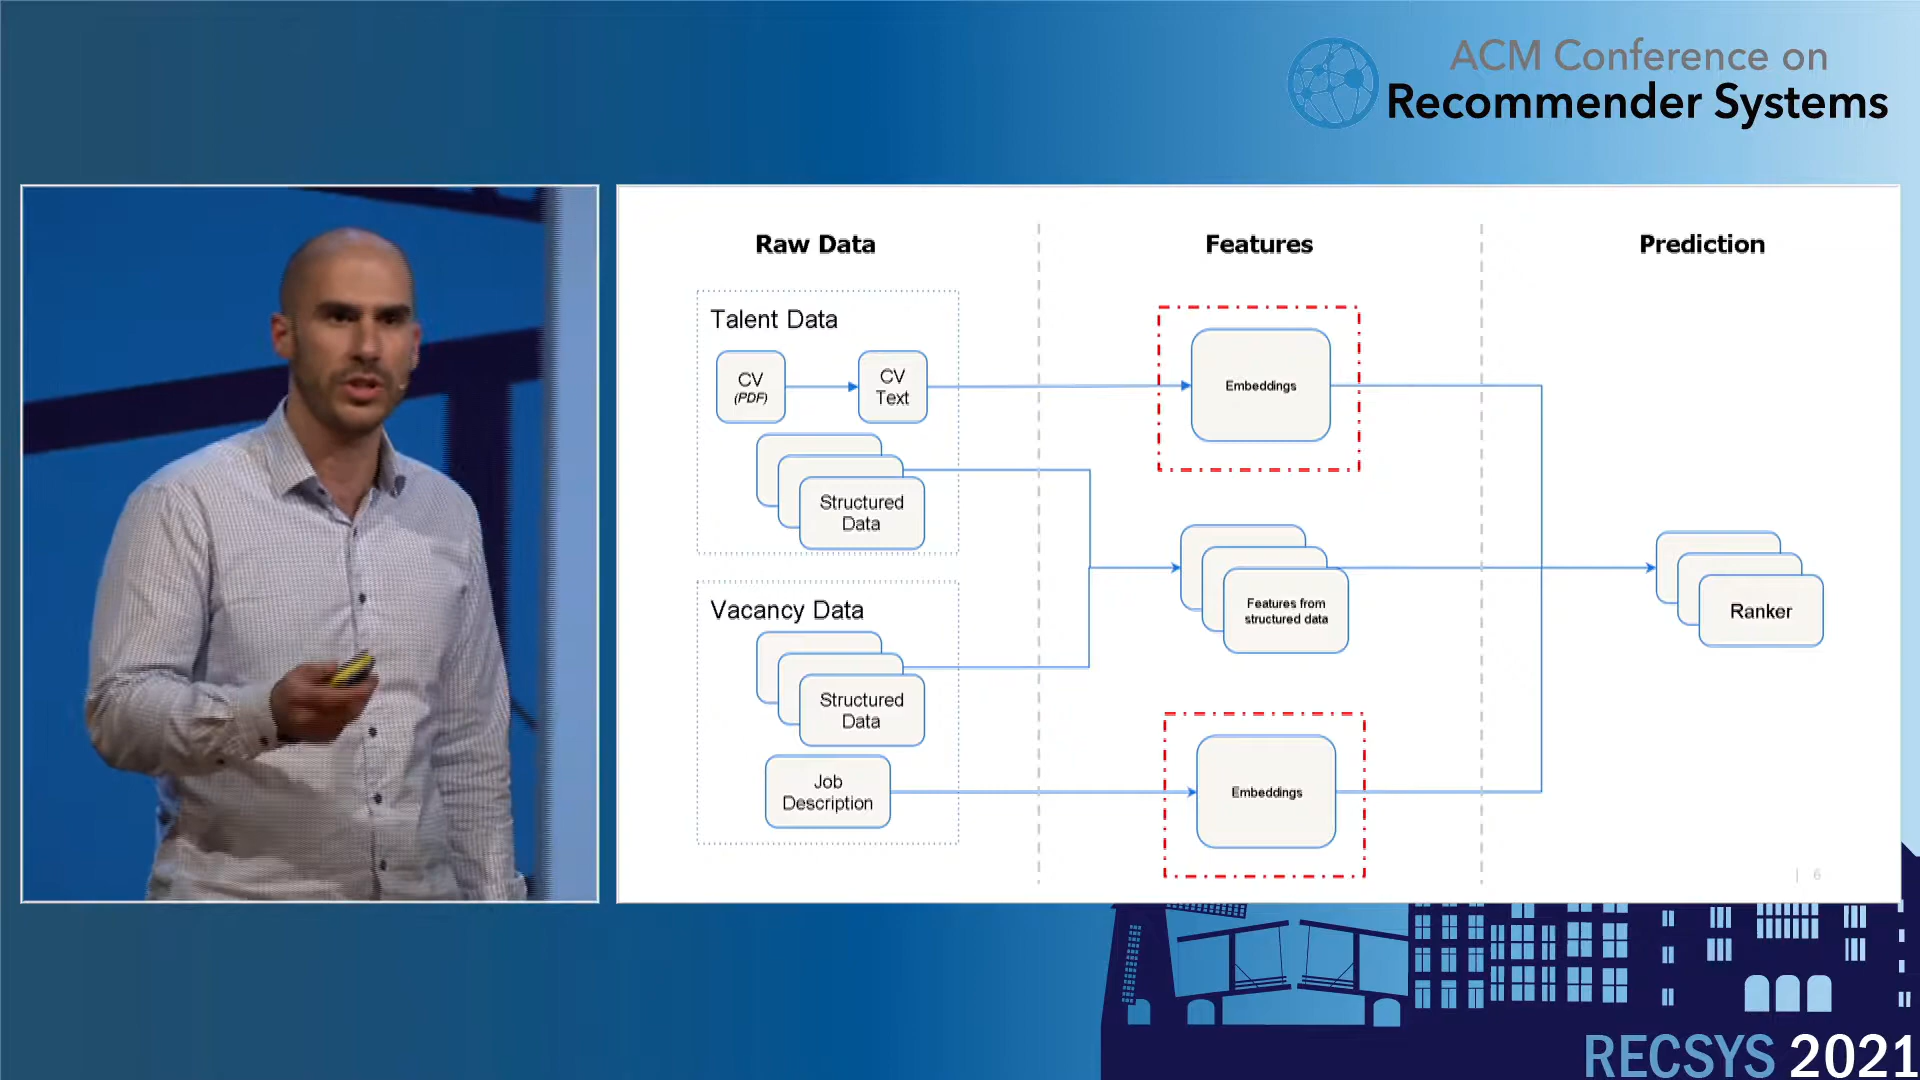 ACM Conference on
Recommender Systems
Raw Data
Features
Prediction
Talent Data
CV
(PDF)
CV
Text
Embeddings
Structured
Data
Features from
structured data
Ranker
Vacancy Data
Structured
Data
Job
Description
Embeddings
| 6
RECSYS 2021